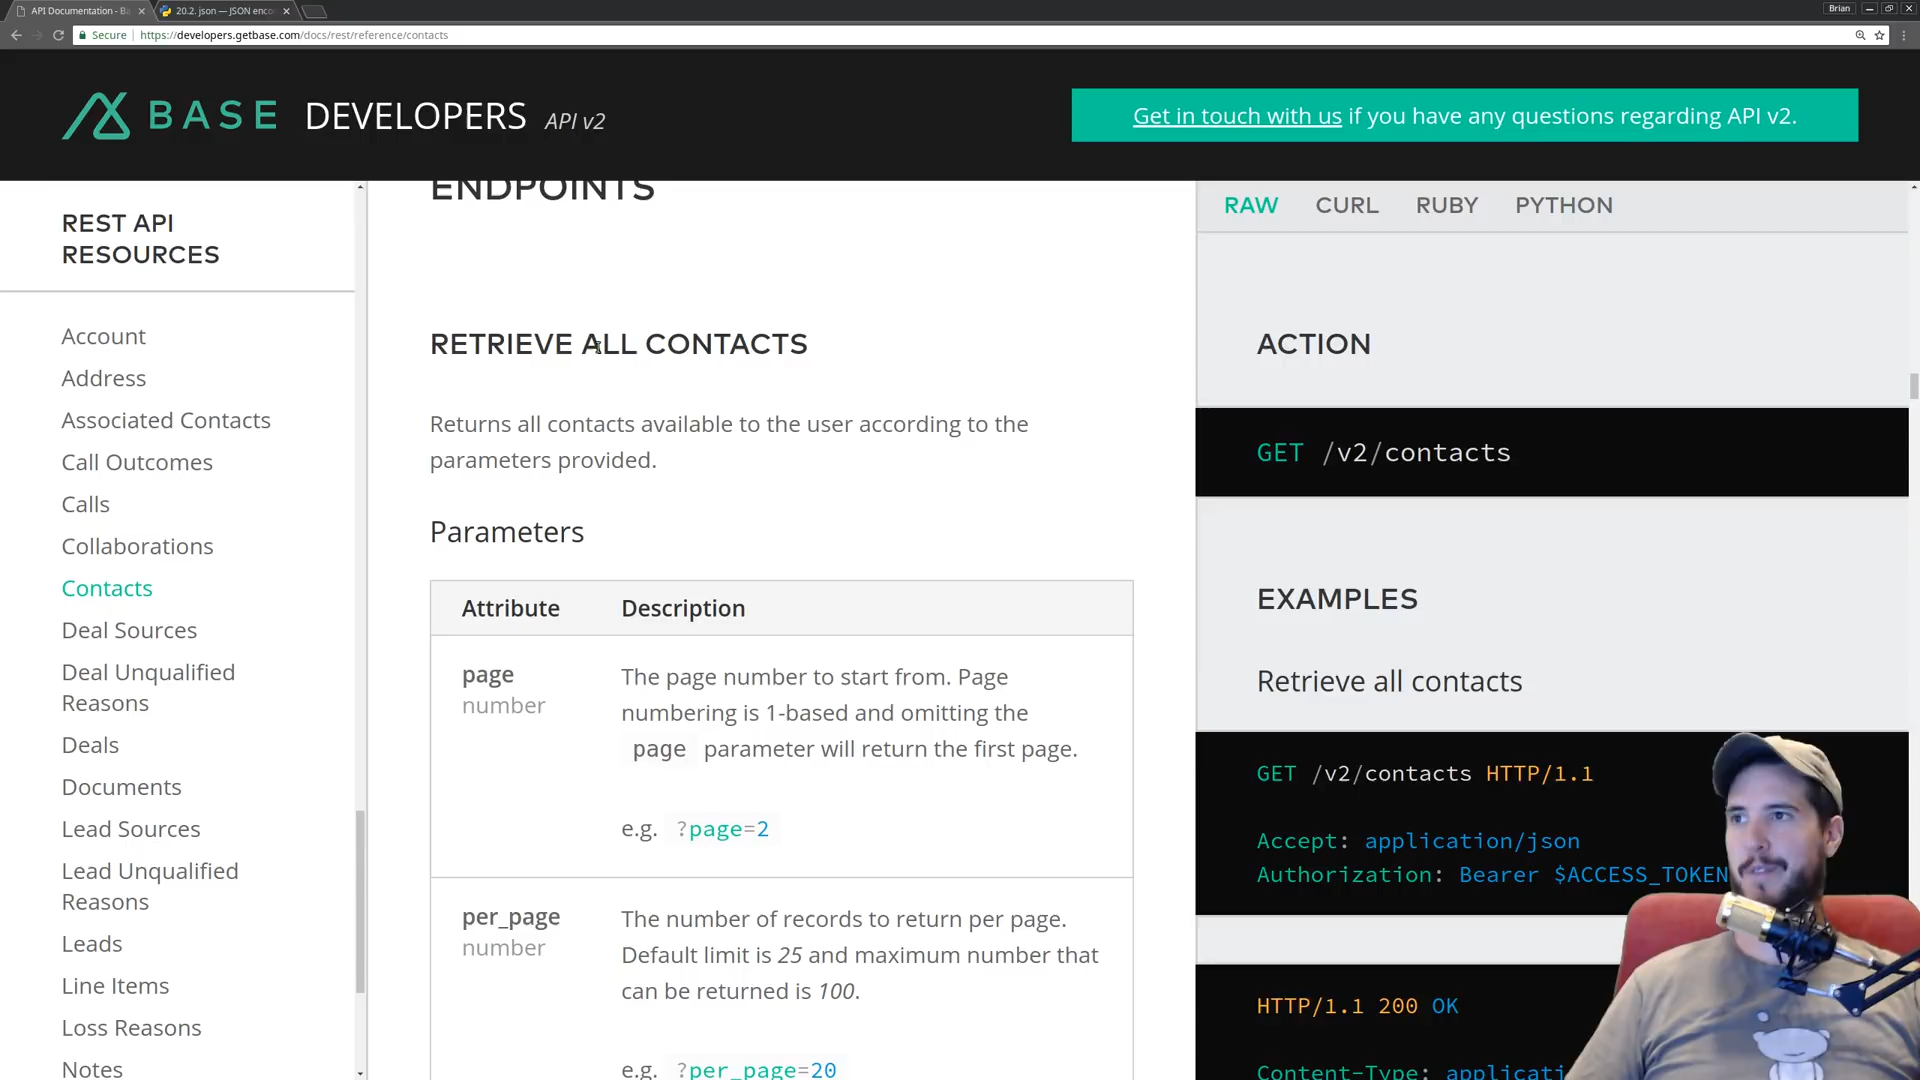 API Documentation - Ba
20.2. json — JSON enco
Brian
Secure
https://developers.getbase.com/docs/rest/reference/contacts
BASE DEVELOPERS API v2
Get in touch with us if you have any questions regarding API v2.
REST API
RESOURCES
Account
Address
Associated Contacts
Call Outcomes
Calls
Collaborations
Contacts
Deal Sources
Deal Unqualified
Reasons
Deals
Documents
Lead Sources
Lead Unqualified
Reasons
Leads
Line Items
Loss Reasons
Notes
ENDPOINTS
RETRIEVE ALL CONTACTS
Returns all contacts available to the user according to the
parameters provided.
Parameters
Attribute Description
page
number
The page number to start from. Page
numbering is 1-based and omitting the
page parameter will return the first page.
e.g. ?page=2
per_page
number
The number of records to return per page.
Default limit is 25 and maximum number that
can be returned is 100.
e.g. ?per_page=20
RAW CURL RUBY PYTHON
ACTION
GET /v2/contacts
EXAMPLES
Retrieve all contacts
GET /v2/contacts HTTP/1.1
Accept: application/json
Authorization: Bearer $ACCESS_TOKEN
HTTP/1.1 200 OK
Content-Type: applicati